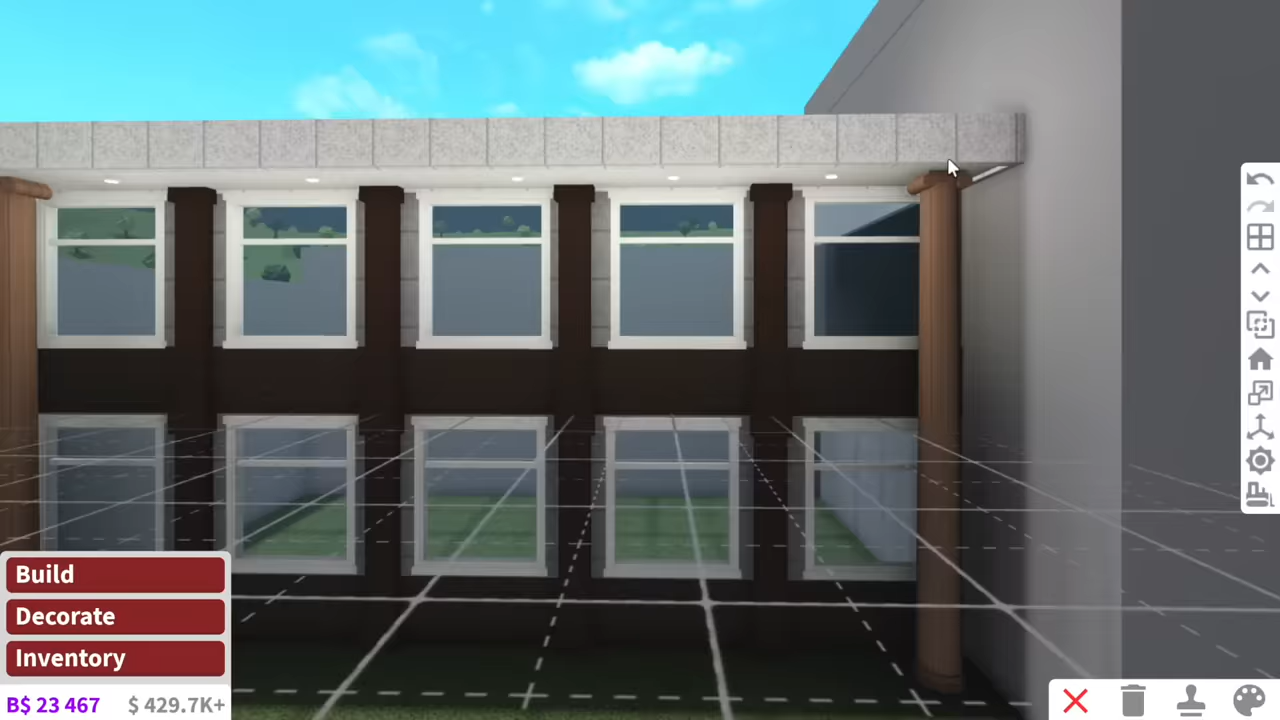 Build
Decorate
Inventory
B$ 23 467 $ 429.7K+